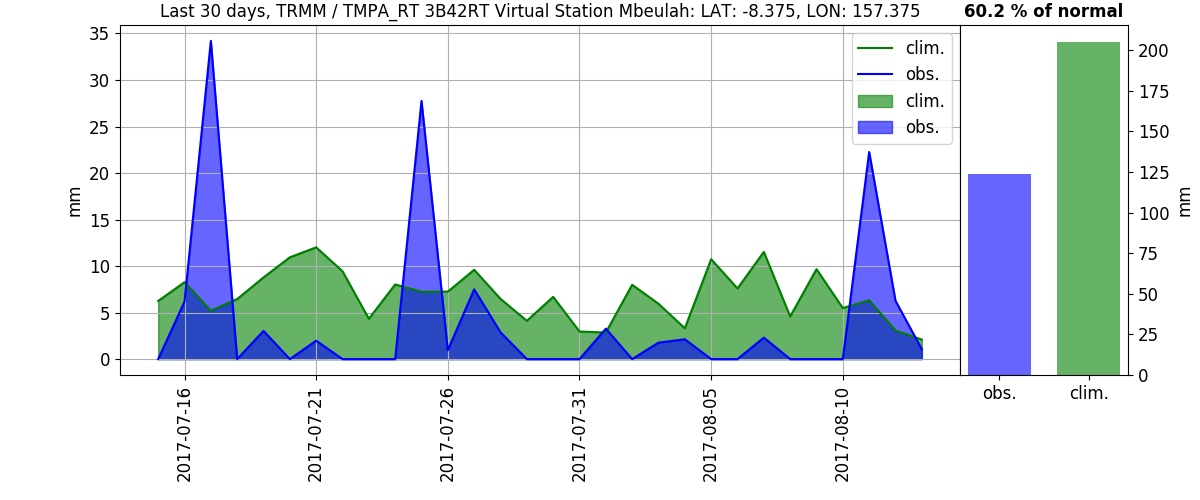 Last 30 days, TRMM / TMPA_RT 3B42RT Virtual Station Mbeulah: LAT: -8.375, LON: 157.375
60.2 % of normal
35
30
25
20
15
10
5
0
mm
clim.
obs.
clim.
obs.
2017-07-16
2017-07-21
2017-07-26
2017-07-31
2017-08-05
2017-08-10
200
175
150
125
100
75
50
25
0
mm
obs.
clim.